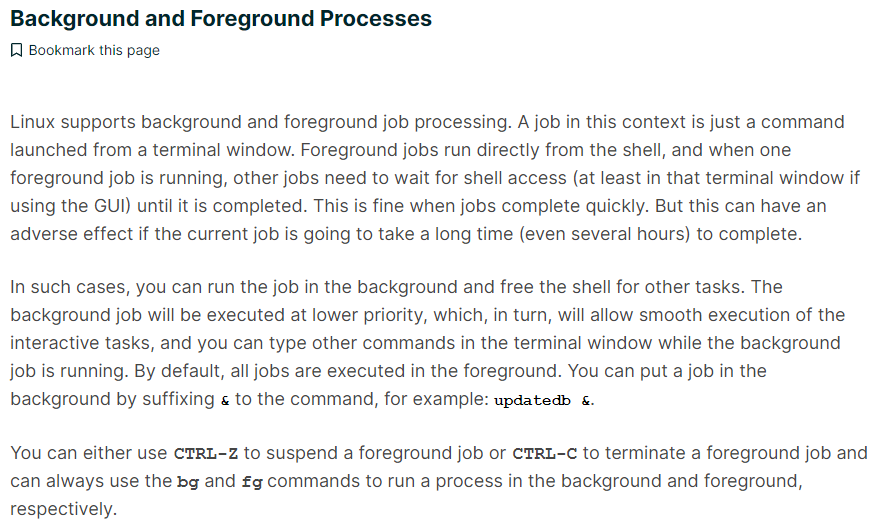 Background and Foreground Processes
Bookmark this page
Linux supports background and foreground job processing. A job in this context is just a command
launched from a terminal window. Foreground jobs run directly from the shell, and when one
foreground job is running, other jobs need to wait for shell access (at least in that terminal window if
using the GUI) until it is completed. This is fine when jobs complete quickly. But this can have an
adverse effect if the current job is going to take a long time (even several hours) to complete.
In such cases, you can run the job in the background and free the shell for other tasks. The
background job will be executed at lower priority, which, in turn, will allow smooth execution of the
interactive tasks, and you can type other commands in the terminal window while the background
job is running. By default, all jobs are executed in the foreground. You can put a job in the
background by suffixing & to the command, for example: updatedb &.
You can either use CTRL-Z to suspend a foreground job or CTRL-C to terminate a foreground job and
can always use the bg and fg commands to run a process in the background and foreground,
respectively.